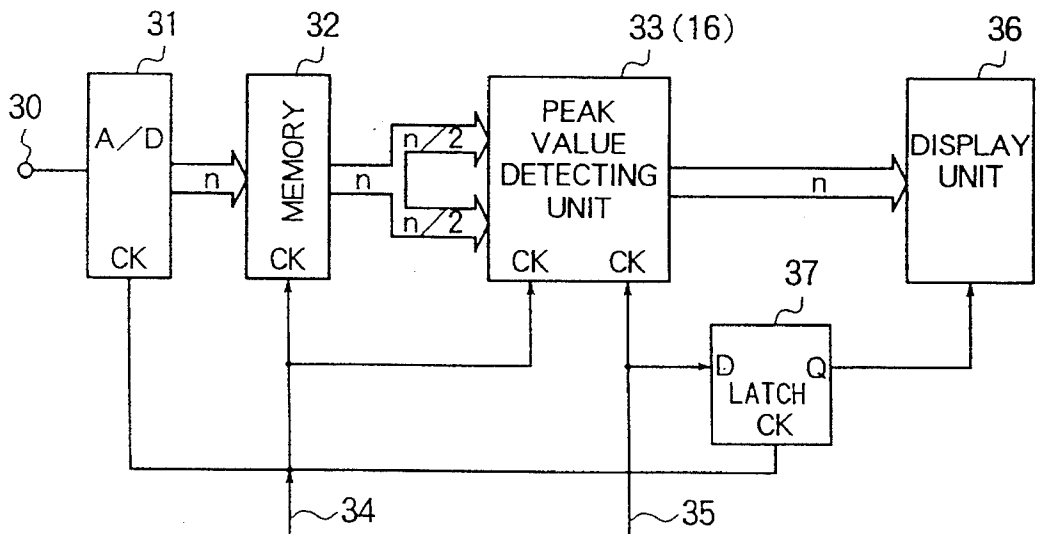 31
32
33 (16)
36
30
A/D
n
CK
MEMORY
CK
n
n/2
n/2
PEAK
VALUE
DETECTING
UNIT
CK CK
n
DISPLAY
UNIT
37
D Q
LATCH
CK
34
35